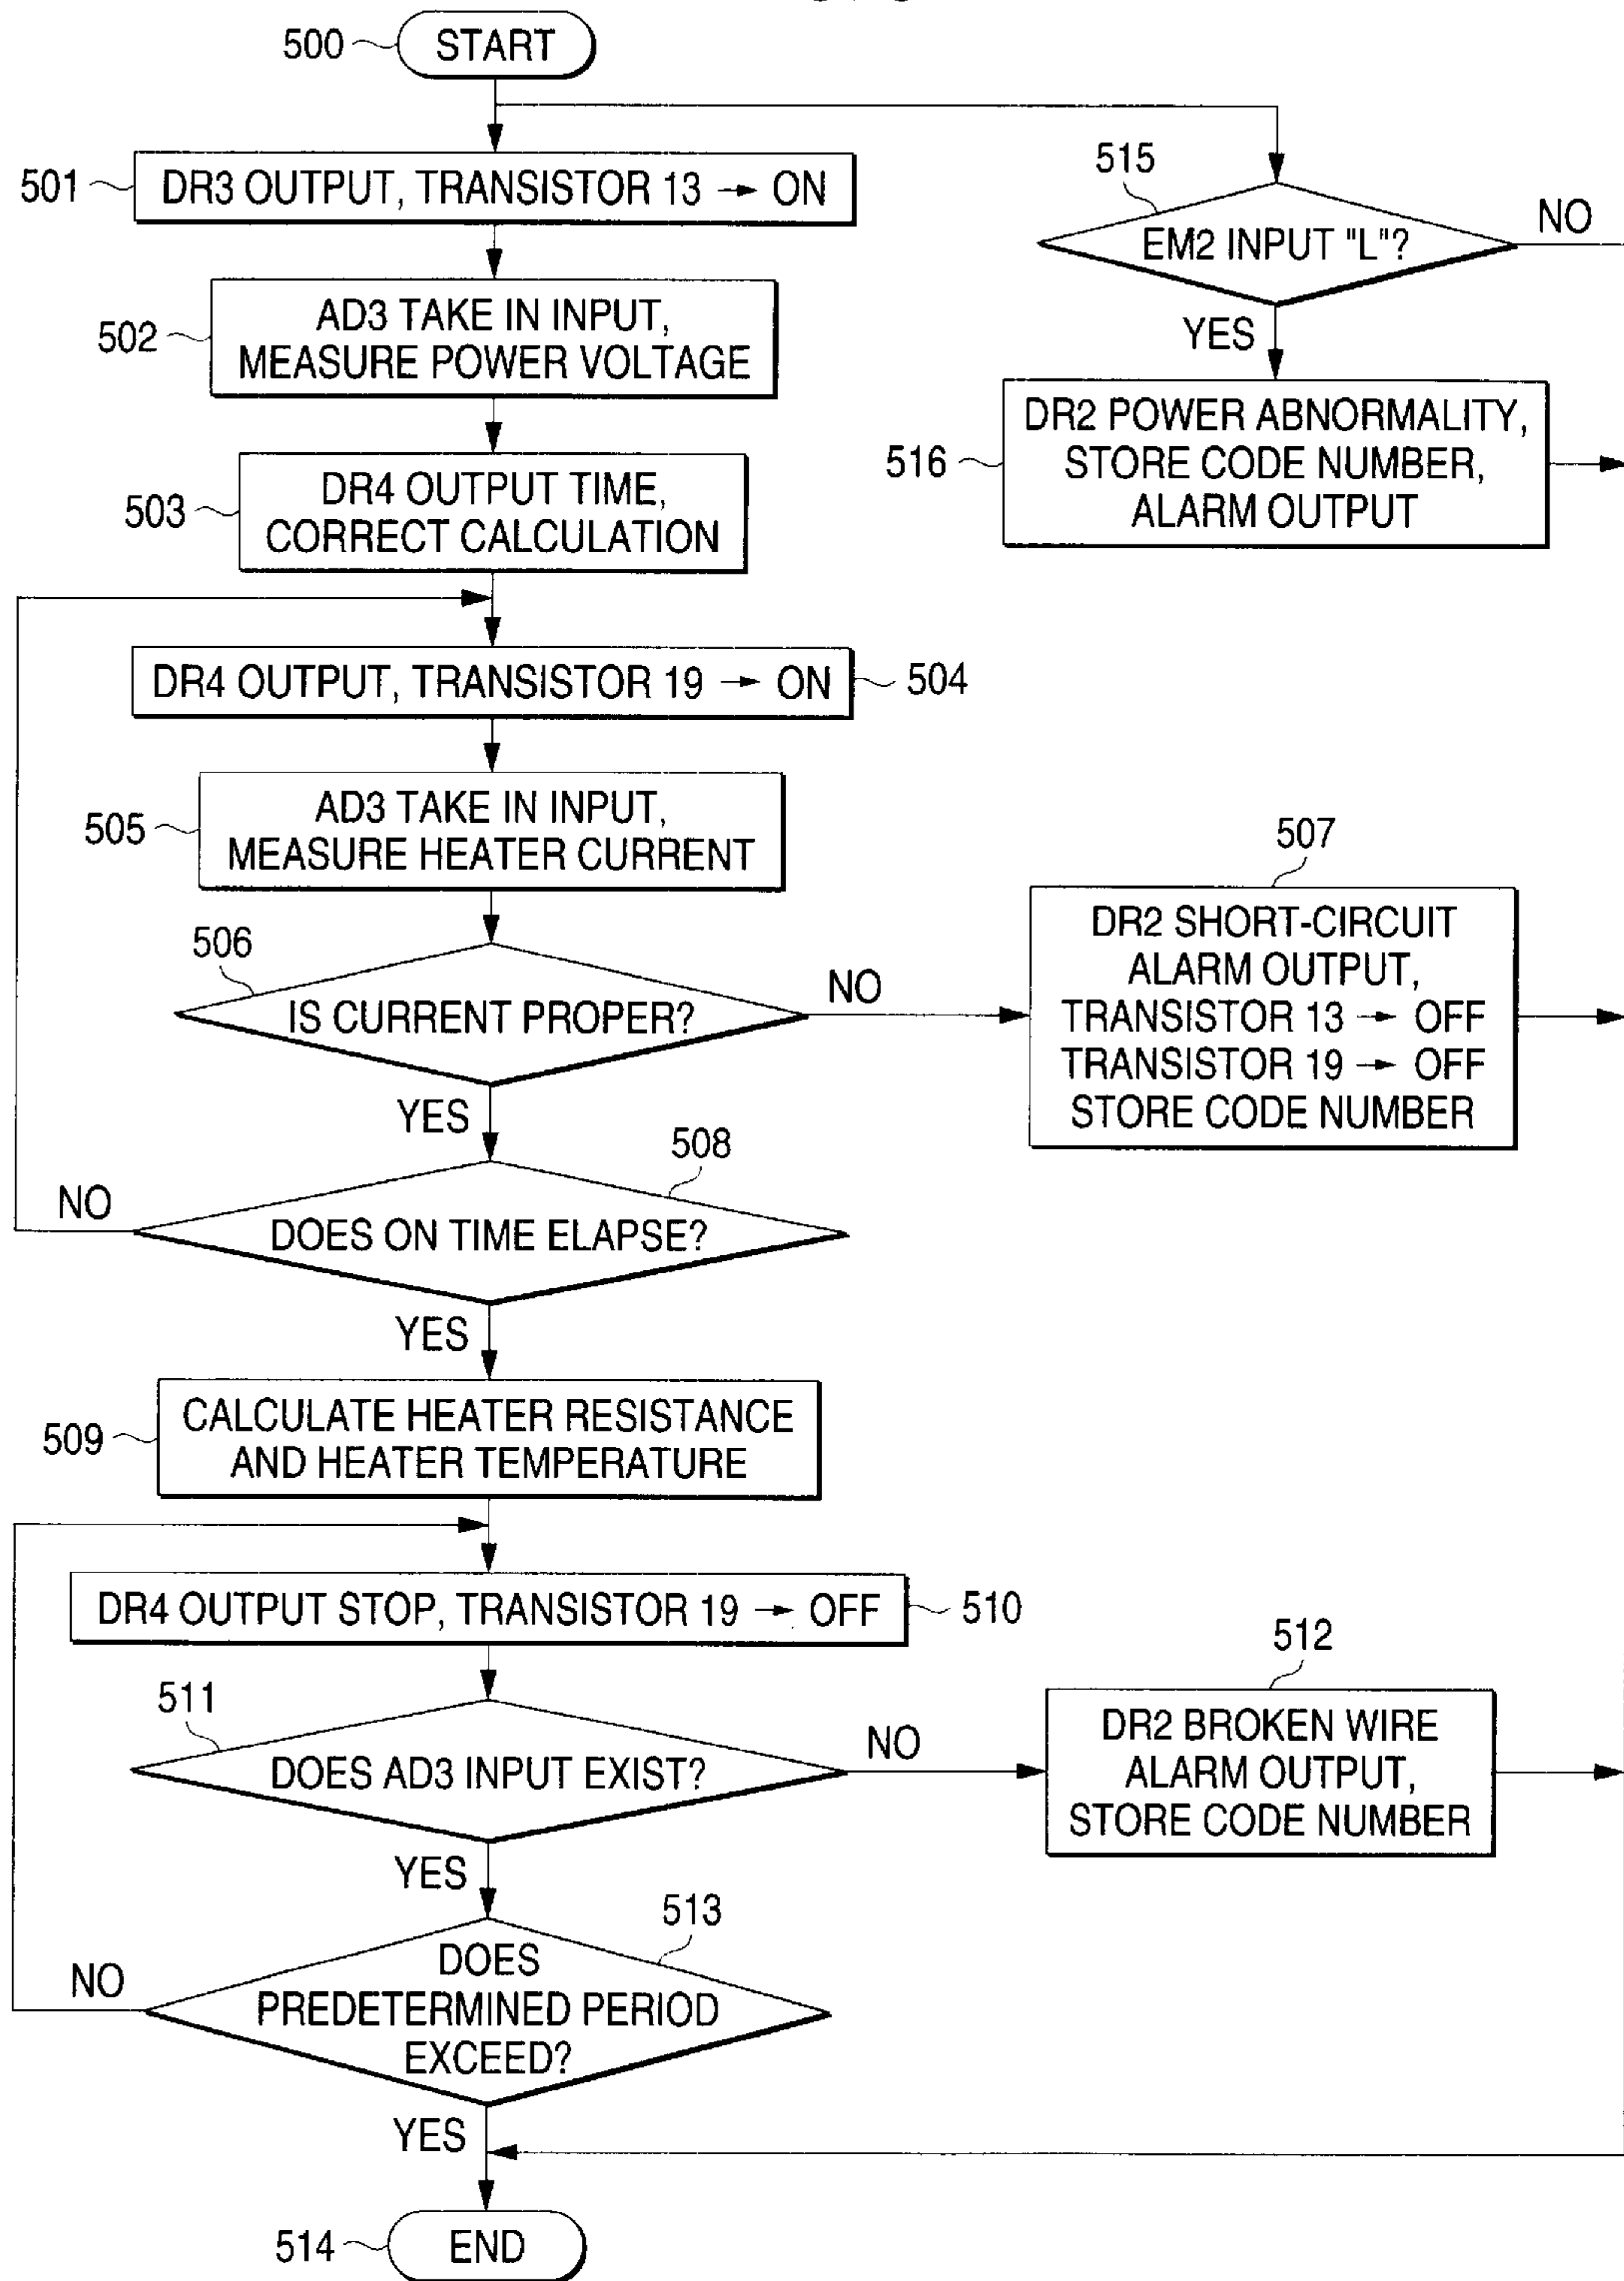 500
START
501
DR3 OUTPUT, TRANSISTOR 13 → ON
502
AD3 TAKE IN INPUT,
MEASURE POWER VOLTAGE
503
DR4 OUTPUT TIME,
CORRECT CALCULATION
515
EM2 INPUT "L"?
NO
YES
516
DR2 POWER ABNORMALITY,
STORE CODE NUMBER,
ALARM OUTPUT
DR4 OUTPUT, TRANSISTOR 19 → ON
504
505
AD3 TAKE IN INPUT,
MEASURE HEATER CURRENT
506
IS CURRENT PROPER?
NO
YES
507
DR2 SHORT-CIRCUIT
ALARM OUTPUT,
TRANSISTOR 13 → OFF
TRANSISTOR 19 → OFF
STORE CODE NUMBER
508
DOES ON TIME ELAPSE?
NO
YES
509
CALCULATE HEATER RESISTANCE
AND HEATER TEMPERATURE
DR4 OUTPUT STOP, TRANSISTOR 19 → OFF
510
511
DOES AD3 INPUT EXIST?
NO
YES
512
DR2 BROKEN WIRE
ALARM OUTPUT,
STORE CODE NUMBER
513
DOES
PREDETERMINED PERIOD
EXCEED?
NO
YES
514
END